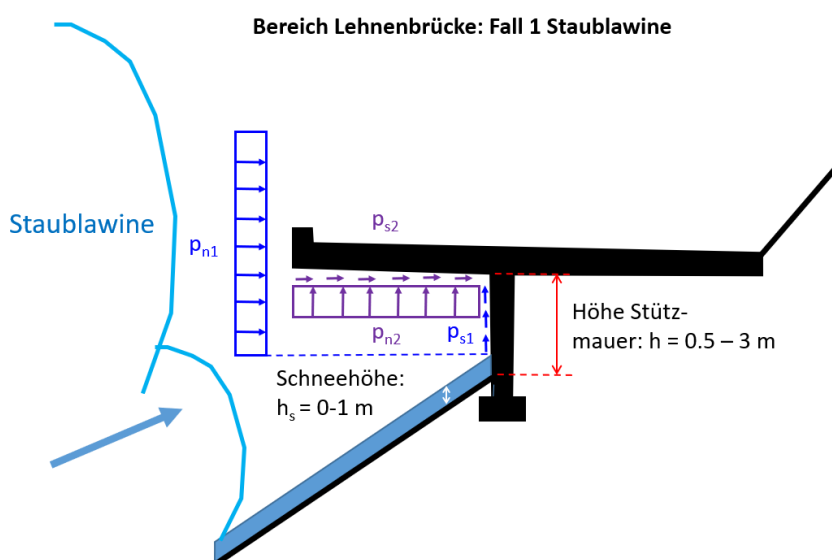 Bereich Lehnenbrücke: Fall 1 Staublawine
Staublawine
pn1
ps2
pn2
ps1
Höhe Stütz-
mauer: h = 0.5 – 3 m
Schneehöhe:
hs = 0-1 m